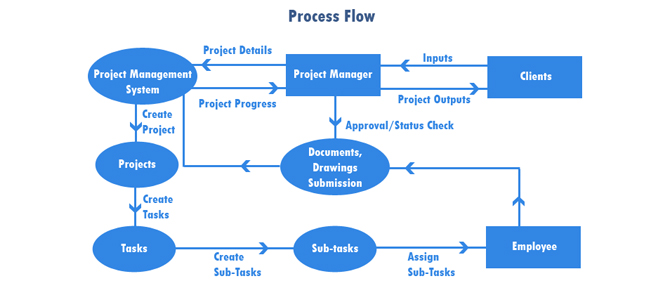 Process Flow
Project Details
Inputs
Project Management
System
Project Manager
Clients
Project Progress
Project Outputs
Create
Project
Approval/Status Check
Projects
Documents,
Drawings
Submission
Create
Tasks
Tasks
Sub-tasks
Employee
Create
Sub-Tasks
Assign
Sub-Tasks